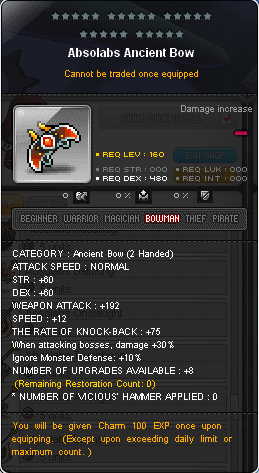 Absolabs Ancient Bow
Cannot be traded once equipped
Damage increase
REQ LEV : 160
REQ STR : 000
REQ LUK : 000
REQ DEX : 480
REQ INT : 000
0 0 0
BEGINNER WARRIOR MAGICIAN BOWMAN THIEF PIRATE
CATEGORY : Ancient Bow (2 Handed)
ATTACK SPEED : NORMAL
STR : +60
DEX : +60
WEAPON ATTACK : +192
SPEED : +12
THE RATE OF KNOCK-BACK : +75
When attacking bosses, damage +30%
Ignore Monster Defense: +10%
NUMBER OF UPGRADES AVAILABLE : +8
(Remaining Restoration Count: 0)
* NUMBER OF VICIOUS' HAMMER APPLIED : 0
You will be given Charm 100 EXP once upon
equipping. (Except upon exceeding daily limit or
maximum count. )